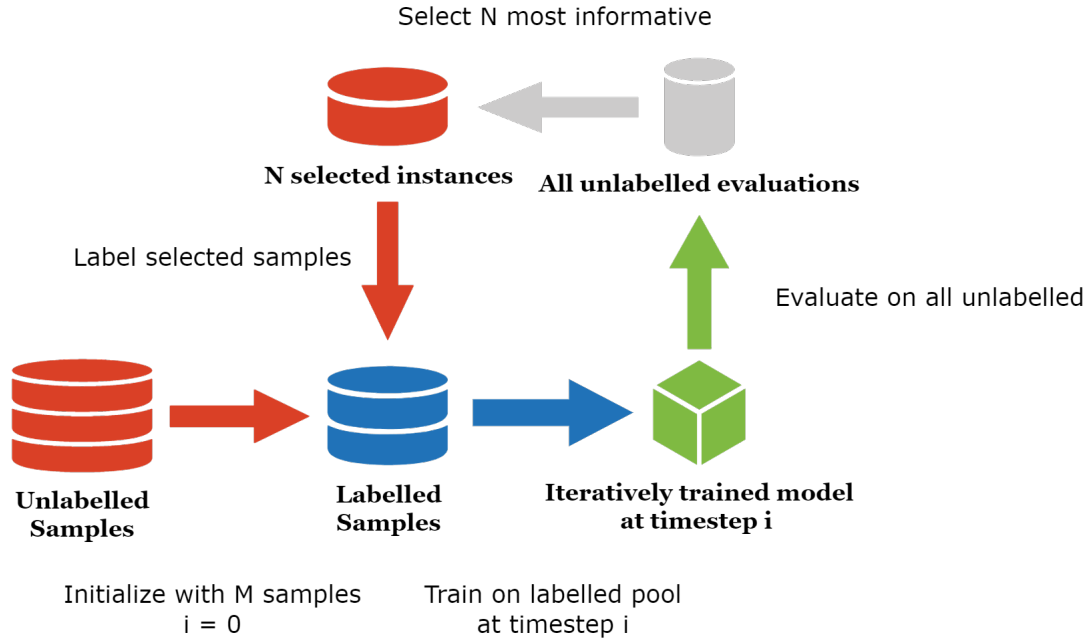 Select N most informative
N selected instances
All unlabelled evaluations
Label selected samples
Evaluate on all unlabelled
Unlabelled
Samples
Labelled
Samples
Iteratively trained model
at timestep i
Initialize with M samples
i = 0
Train on labelled pool
at timestep i